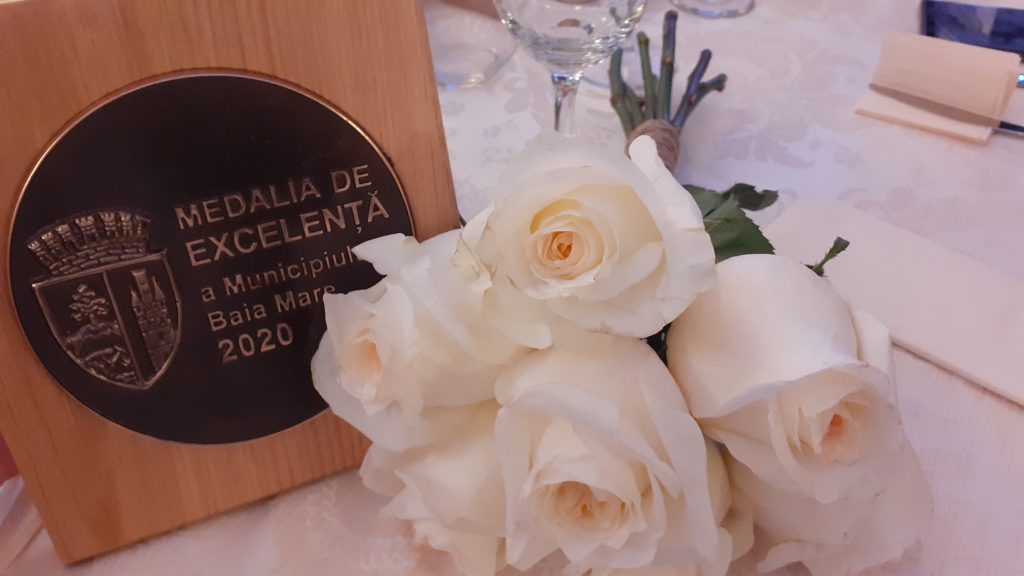 MEDALIA DE
EXCELENȚĂ
a Municipiului
Baia Mare
2020